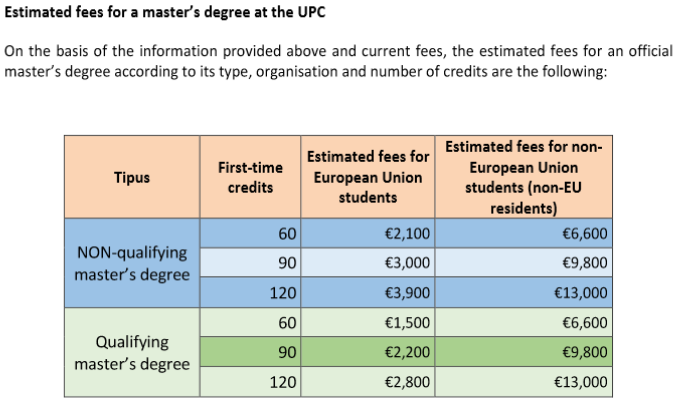 Estimated fees for a master's degree at the UPC
On the basis of the information provided above and current fees, the estimated fees for an official
master's degree according to its type, organisation and number of credits are the following:
Tipus
First-time
credits
Estimated fees for
European Union
students
Estimated fees for non-
European Union
students (non-EU
residents)
NON-qualifying
master's degree
60 €2,100 €6,600
90 €3,000 €9,800
120 €3,900 €13,000
Qualifying
master's degree
60 €1,500 €6,600
90 €2,200 €9,800
120 €2,800 €13,000